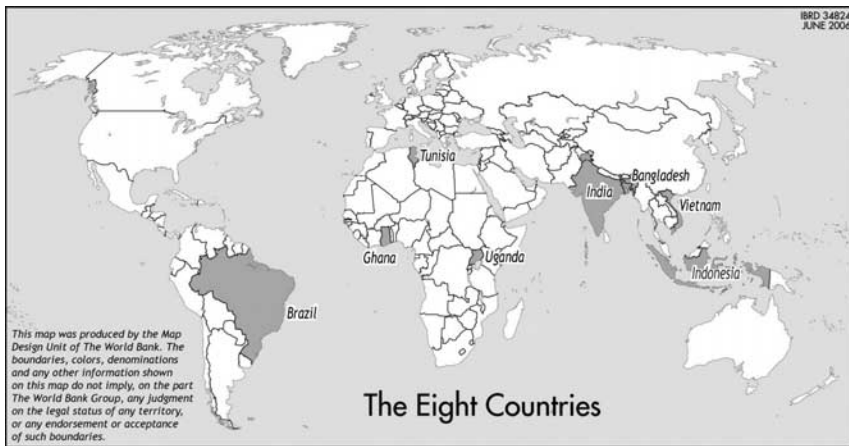 IBRD 34824
JUNE 2006
Tunisia
Bangladesh
India
Vietnam
Ghana
Uganda
Indonesia
Brazil
This map was produced by the Map
Design Unit of The World Bank. The
boundaries, colors, denominations
and any other information shown
on this map do not imply, on the part
The World Bank Group, any judgment
on the legal status of any territory,
or any endorsement or acceptance
of such boundaries.
The Eight Countries